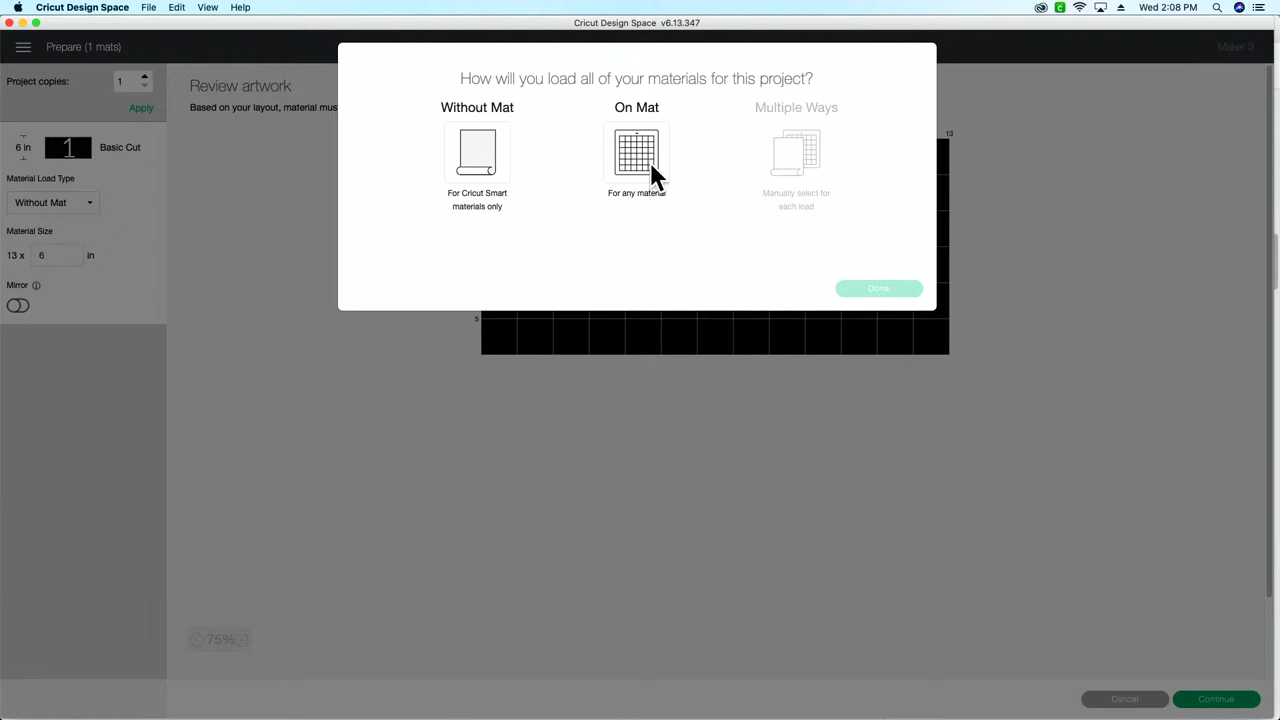 Cricut Design Space File Edit View Help Wed 2:08 PM
Cricut Design Space v6.13.347
Prepare (1 mats) Maker 3
Project copies: 1
Apply
6 in 1 Basic Cut
Material Load Type
Without Mat
Material Size
13 x 6 in
Mirror
Review artwork
Based on your layout, material mus
How will you load all of your materials for this project?
Without Mat
For Cricut Smart
materials only
On Mat
For any material
Multiple Ways
Manually select for
each load
Done
13
5
75%
Cancel Continue